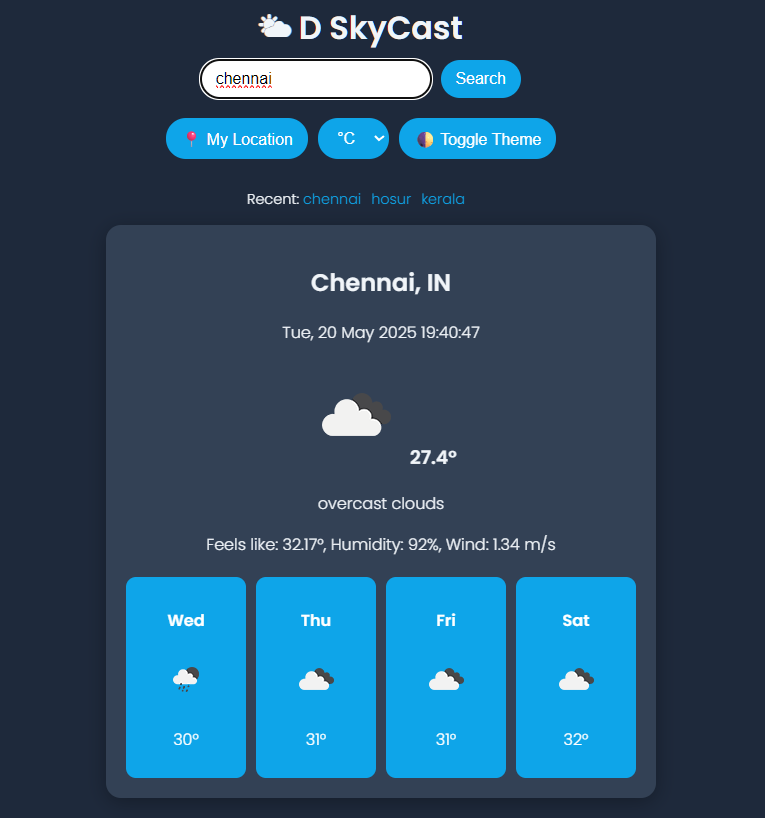 D SkyCast
chennai Search
My Location °C Toggle Theme
Recent: chennai hosur kerala
Chennai, IN
Tue, 20 May 2025 19:40:47
27.4°
overcast clouds
Feels like: 32.17°, Humidity: 92%, Wind: 1.34 m/s
Wed Thu Fri Sat
30° 31° 31° 32°